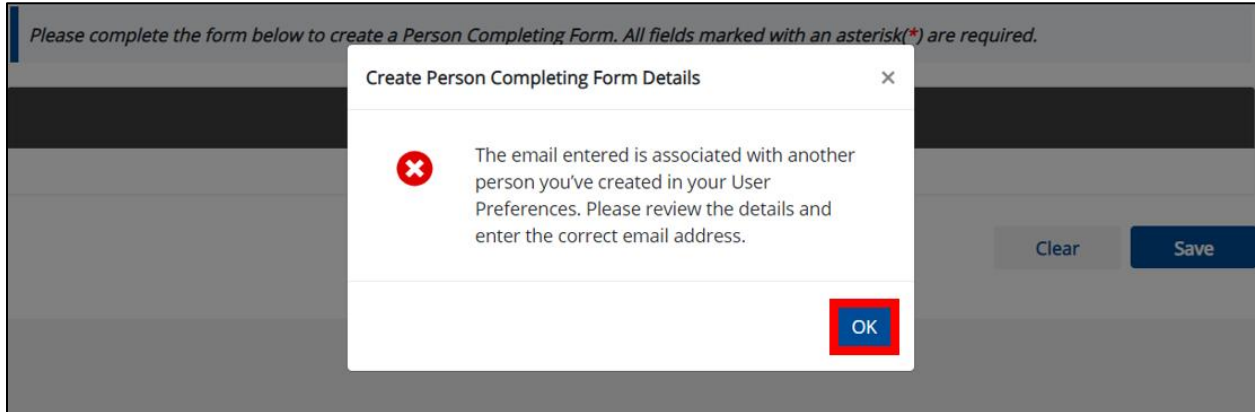 Please complete the form below to create a Person Completing Form. All fields marked with an asterisk(*) are required.
Create Person Completing Form Details ×
The email entered is associated with another
person you've created in your User
Preferences. Please review the details and
enter the correct email address.
Clear Save
OK